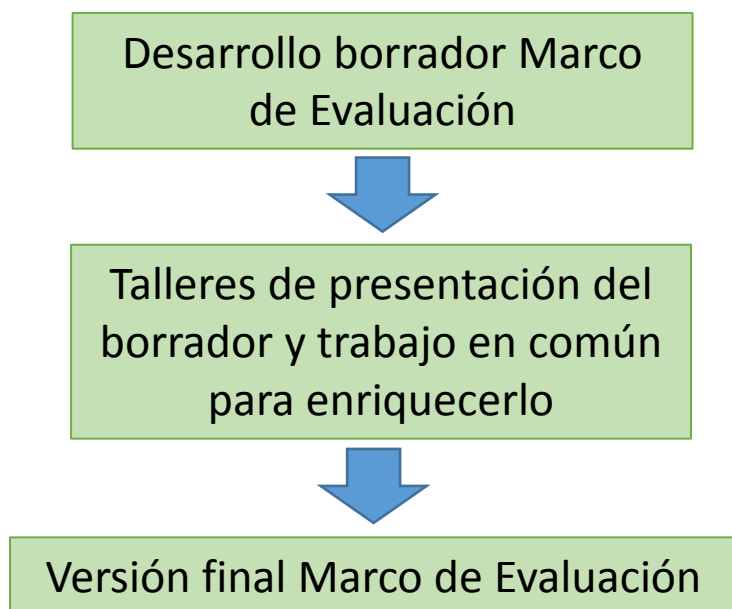 Desarrollo borrador Marco
de Evaluación
Talleres de presentación del
borrador y trabajo en común
para enriquecerlo
Versión final Marco de Evaluación